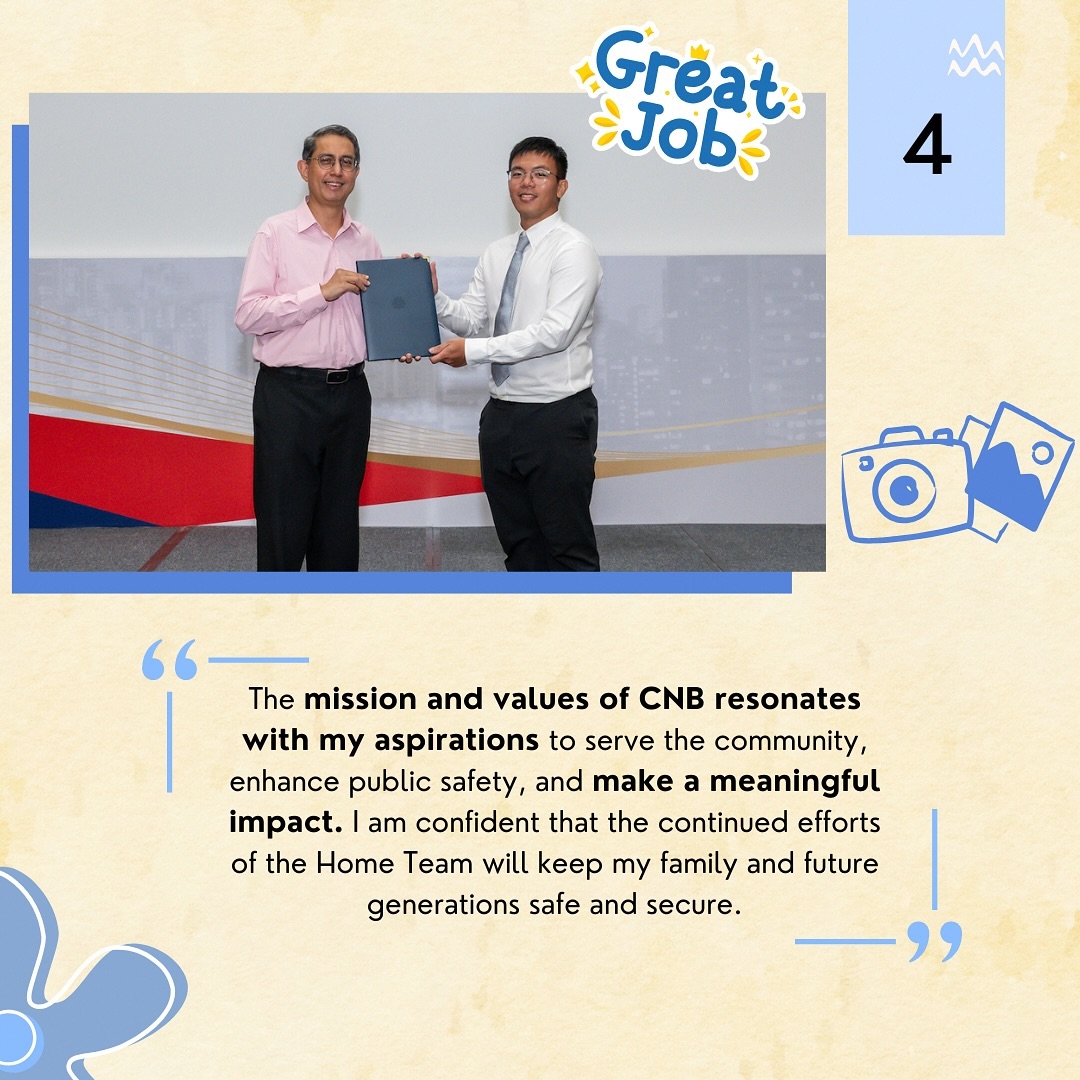 Great
Job
4
“
The mission and values of CNB resonates
with my aspirations to serve the community,
enhance public safety, and make a meaningful
impact. I am confident that the continued efforts
of the Home Team will keep my family and future
generations safe and secure.
”